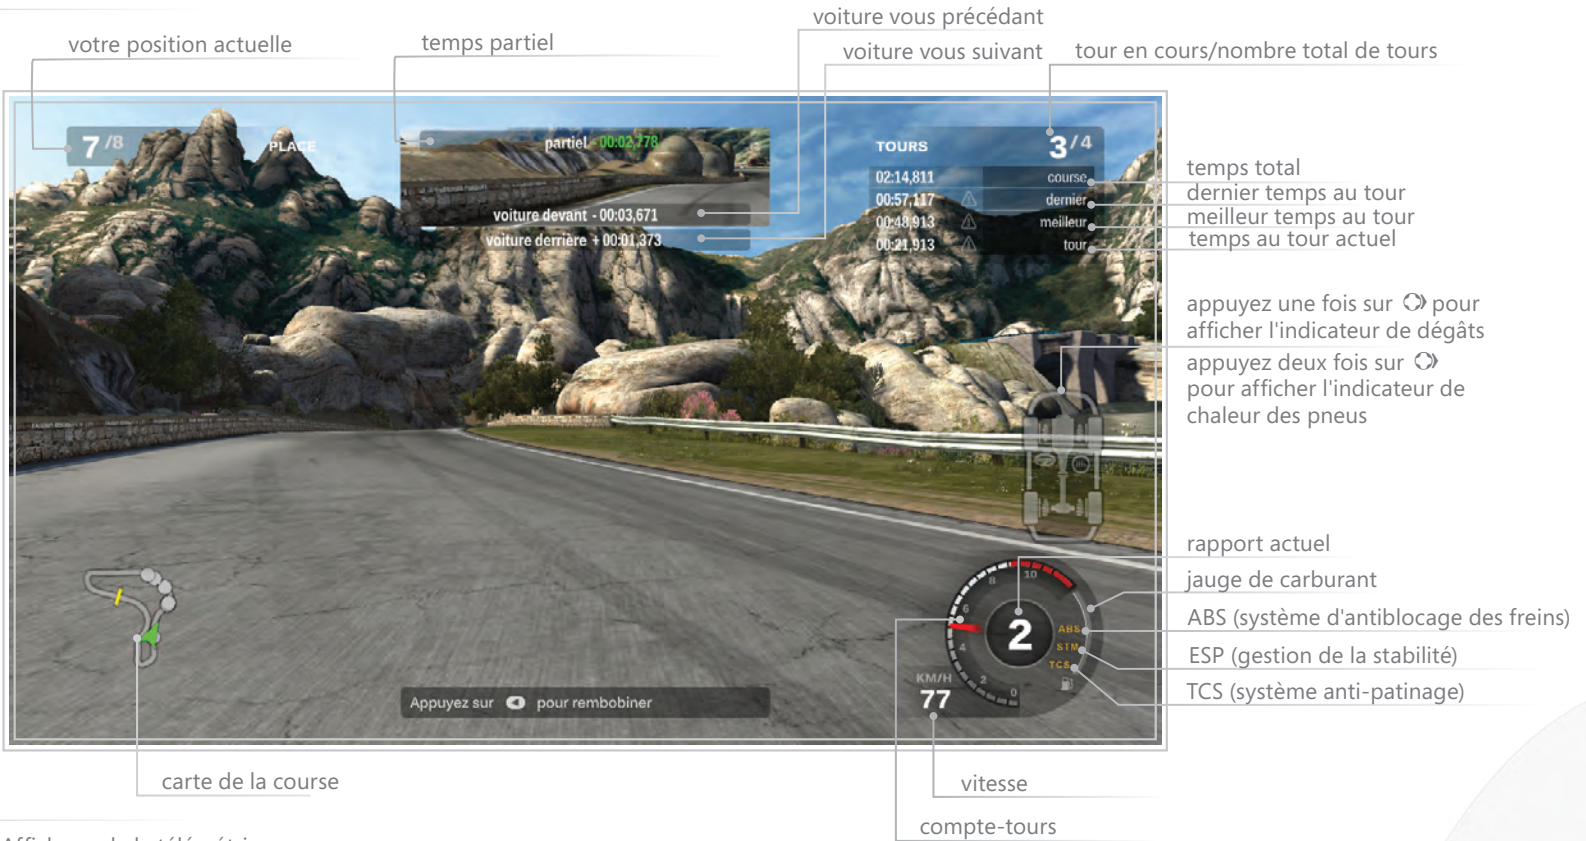 voiture vous précédant
votre position actuelle
temps partiel
voiture vous suivant
tour en cours/nombre total de tours
7/8 PLACE
partiel - 00:02,778
voiture devant - 00:03,671
voiture derrière + 00:01,373
TOURS 3/4
02:14,811 course
00:57,117 dernier
00:48,913 meilleur
00:21,913 tour
temps total
dernier temps au tour
meilleur temps au tour
temps au tour actuel
appuyez une fois sur pour
afficher l'indicateur de dégâts
appuyez deux fois sur
pour afficher l'indicateur de
chaleur des pneus
rapport actuel
jauge de carburant
ABS (système d'antiblocage des freins)
ESP (gestion de la stabilité)
TCS (système anti-patinage)
10
8
6
4
2
0
2
ABS
STM
TCS
KM/H
77
Appuyez sur pour rembobiner
carte de la course
vitesse
compte-tours